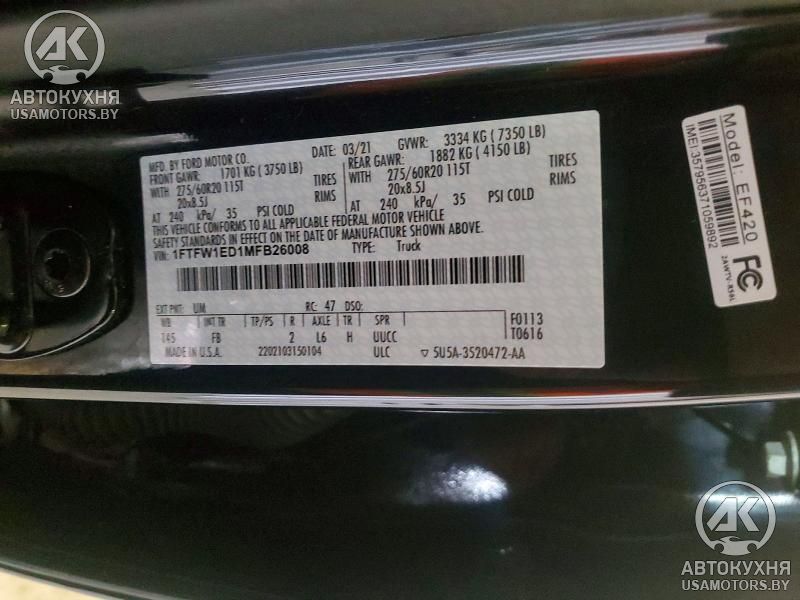 AK
АВТОКУХНЯ
USAMOTORS.BY
MFD. BY FORD MOTOR CO.
DATE: 03/21 GVWR: 3334 KG ( 7350 LB)
FRONT GAWR: 1701 KG ( 3750 LB) REAR GAWR: 1882 KG ( 4150 LB)
WITH 275/60R20 115T TIRES WITH 275/60R20 115T TIRES
20x8.5J RIMS 20x8.5J RIMS
AT 240 kPa/ 35 PSI COLD AT 240 kPa/ 35 PSI COLD
THIS VEHICLE CONFORMS TO ALL APPLICABLE FEDERAL MOTOR VEHICLE
SAFETY STANDARDS IN EFFECT ON THE DATE OF MANUFACTURE SHOWN ABOVE.
VIN: 1FTFW1ED1MFB26008 TYPE: Truck
EXT PNT: UM RC: 47 DSO: F0113
WB INT TR TP/PS R AXLE TR SPR T0616
145 FB 2 L6 H UUCC
MADE IN U.S.A. 2202103150104 ULC ▽ 5U5A-3520472-AA
Model: EF420
IMEI:357956371059892
FC
2AWTV-R58L
AK
АВТОКУХНЯ
USAMOTORS.BY